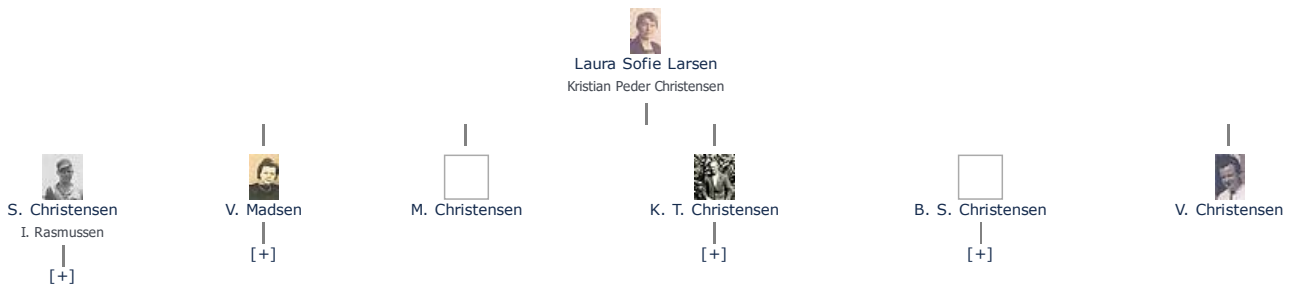 Laura Sofie Larsen
Kristian Peder Christensen
S. Christensen
V. Madsen
M. Christensen
K. T. Christensen
B. S. Christensen
V. Christensen
I. Rasmussen
[+]
[+]
[+]
[+]